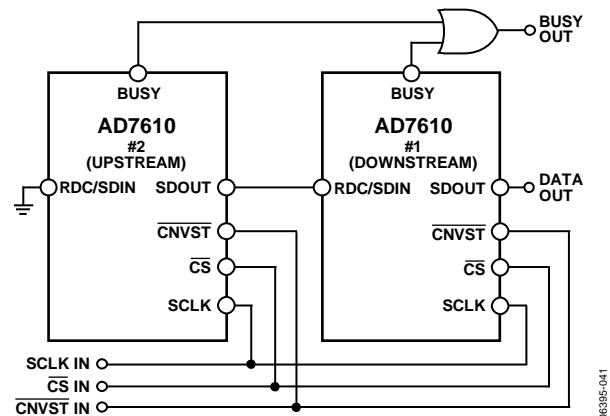 BUSY
OUT
BUSY
BUSY
AD7610
#2
(UPSTREAM)
AD7610
#1
(DOWNSTREAM)
RDC/SDIN
SDOUT
RDC/SDIN
SDOUT
DATA
OUT
CNVST
CNVST
CS
CS
SCLK
SCLK
SCLK IN
CS IN
CNVST IN
06395-041